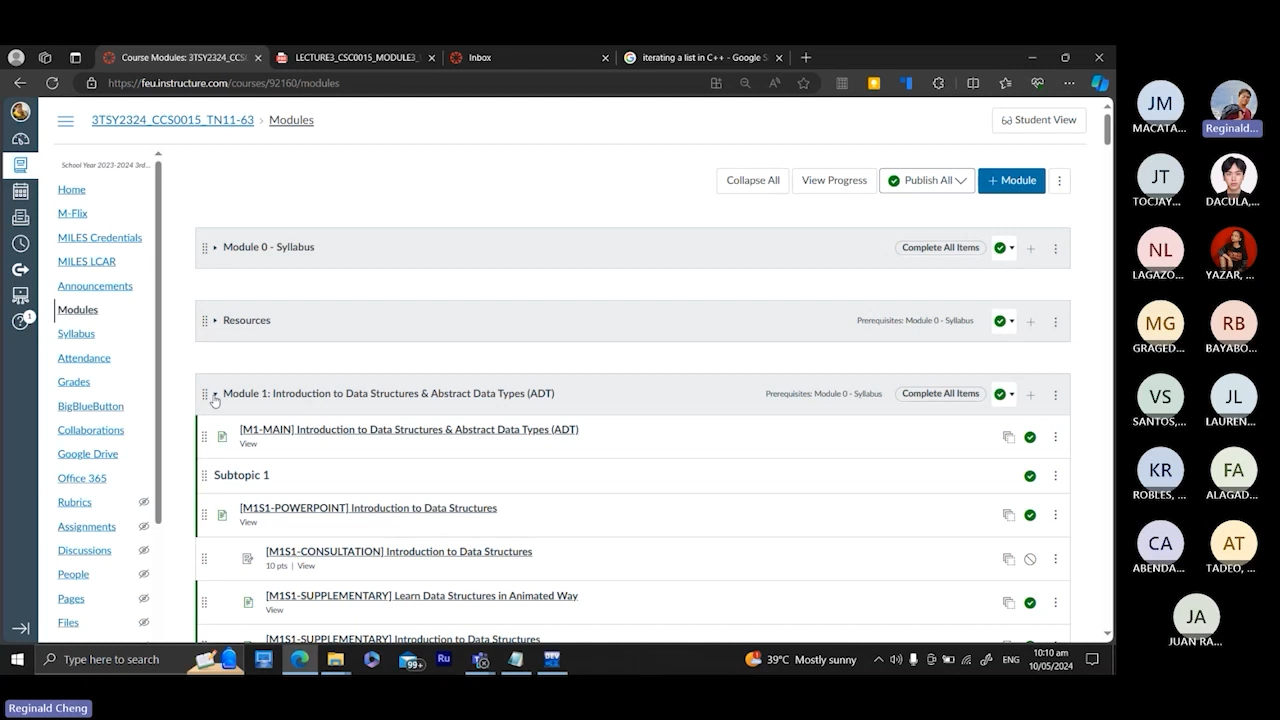 Course Modules: 3TSY2324_CCS
LECTURE3_CSC0015_MODULE3_
Inbox
iterating a list in C++ - Google S
https://feu.instructure.com/courses/92160/modules
3TSY2324_CCS0015_TN11-63 › Modules
Student View
School Year 2023-2024 3rd...
Home
M-Flix
MILES Credentials
MILES LCAR
Announcements
Modules
Syllabus
Attendance
Grades
BigBlueButton
Collaborations
Google Drive
Office 365
Rubrics
Assignments
Discussions
People
Pages
Files
1
Collapse All
View Progress
Publish All
+ Module
Module 0 - Syllabus
Complete All Items
Resources
Prerequisites: Module 0 - Syllabus
Module 1: Introduction to Data Structures & Abstract Data Types (ADT)
Prerequisites: Module 0 - Syllabus
Complete All Items
[M1-MAIN] Introduction to Data Structures & Abstract Data Types (ADT)
View
Subtopic 1
[M1S1-POWERPOINT] Introduction to Data Structures
View
[M1S1-CONSULTATION] Introduction to Data Structures
10 pts | View
[M1S1-SUPPLEMENTARY] Learn Data Structures in Animated Way
View
[M1S1-SUPPLEMENTARY] Introduction to Data Structures
Type here to search
99+
Ru
DEV
39°C Mostly sunny
ENG
10:10 am
10/05/2024
JM
MACATA...
Reginald...
JT
TOCJAY...
DACULA,...
NL
LAGAZO...
YAZAR, ...
MG
GRAGED...
RB
BAYABO...
VS
SANTOS,...
JL
LAUREN...
KR
ROBLES, ...
FA
ALAGAD...
CA
ABENDA...
AT
TADEO, ...
JA
JUAN RA...
Reginald Cheng